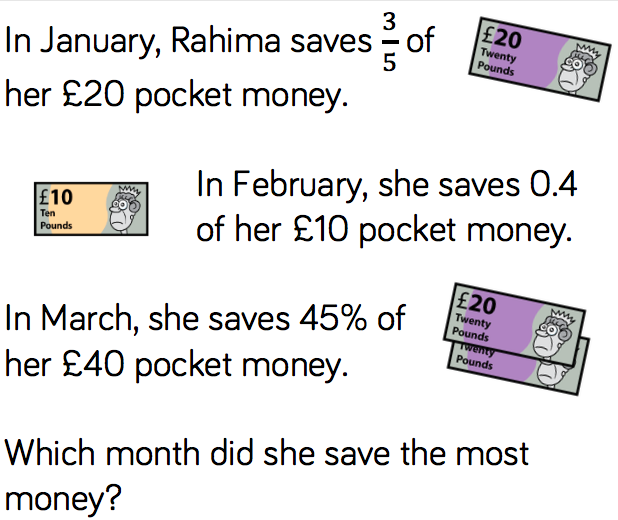 In January, Rahima saves 3/5 of
her £20 pocket money.
£20
Twenty
Pounds
£10
Ten
Pounds
In February, she saves 0.4
of her £10 pocket money.
In March, she saves 45% of
her £40 pocket money.
£20
Twenty
Pounds
Twenty
Pounds
Which month did she save the most
money?